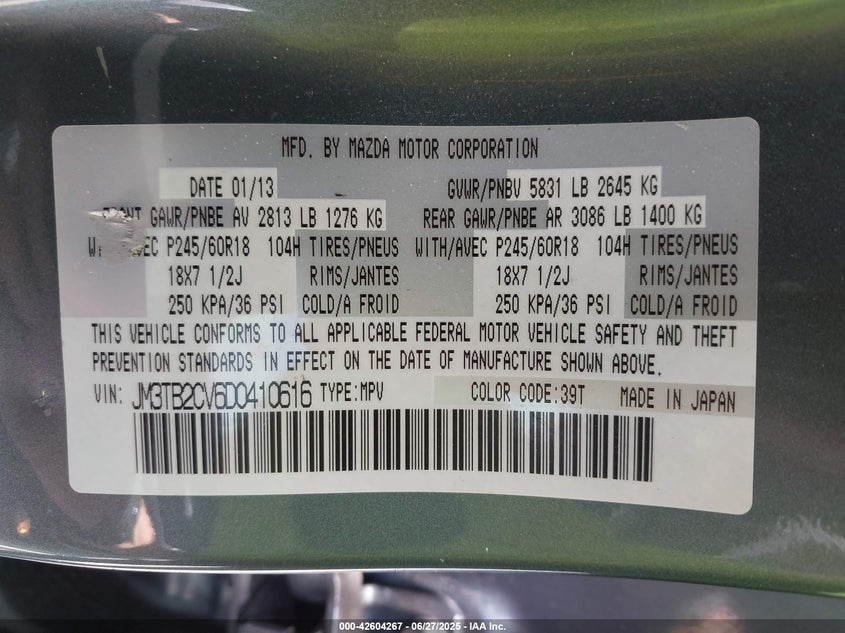 MFD. BY MAZDA MOTOR CORPORATION
DATE 01/13 GVWR/PNBV 5831 LB 2645 KG
GAWR/PNBE AV 2813 LB 1276 KG REAR GAWR/PNBE AR 3086 LB 1400 KG
P245/60R18 104H TIRES/PNEUS WITH/AVEC P245/60R18 104H TIRES/PNEUS
18X7 1/2J RIMS/JANTES 18X7 1/2J RIMS/JANTES
250 KPA/36 PSI COLD/A FROID 250 KPA/36 PSI COLD/A FROID
THIS VEHICLE CONFORMS TO ALL APPLICABLE FEDERAL MOTOR VEHICLE SAFETY AND THEFT
PREVENTION STANDARDS IN EFFECT ON THE DATE OF MANUFACTURE SHOWN ABOVE.
VIN: JM3TB2CV6D0410616 TYPE:MPV COLOR CODE:39T MADE IN JAPAN
000-42604267 - 06/27/2025 - IAA Inc.